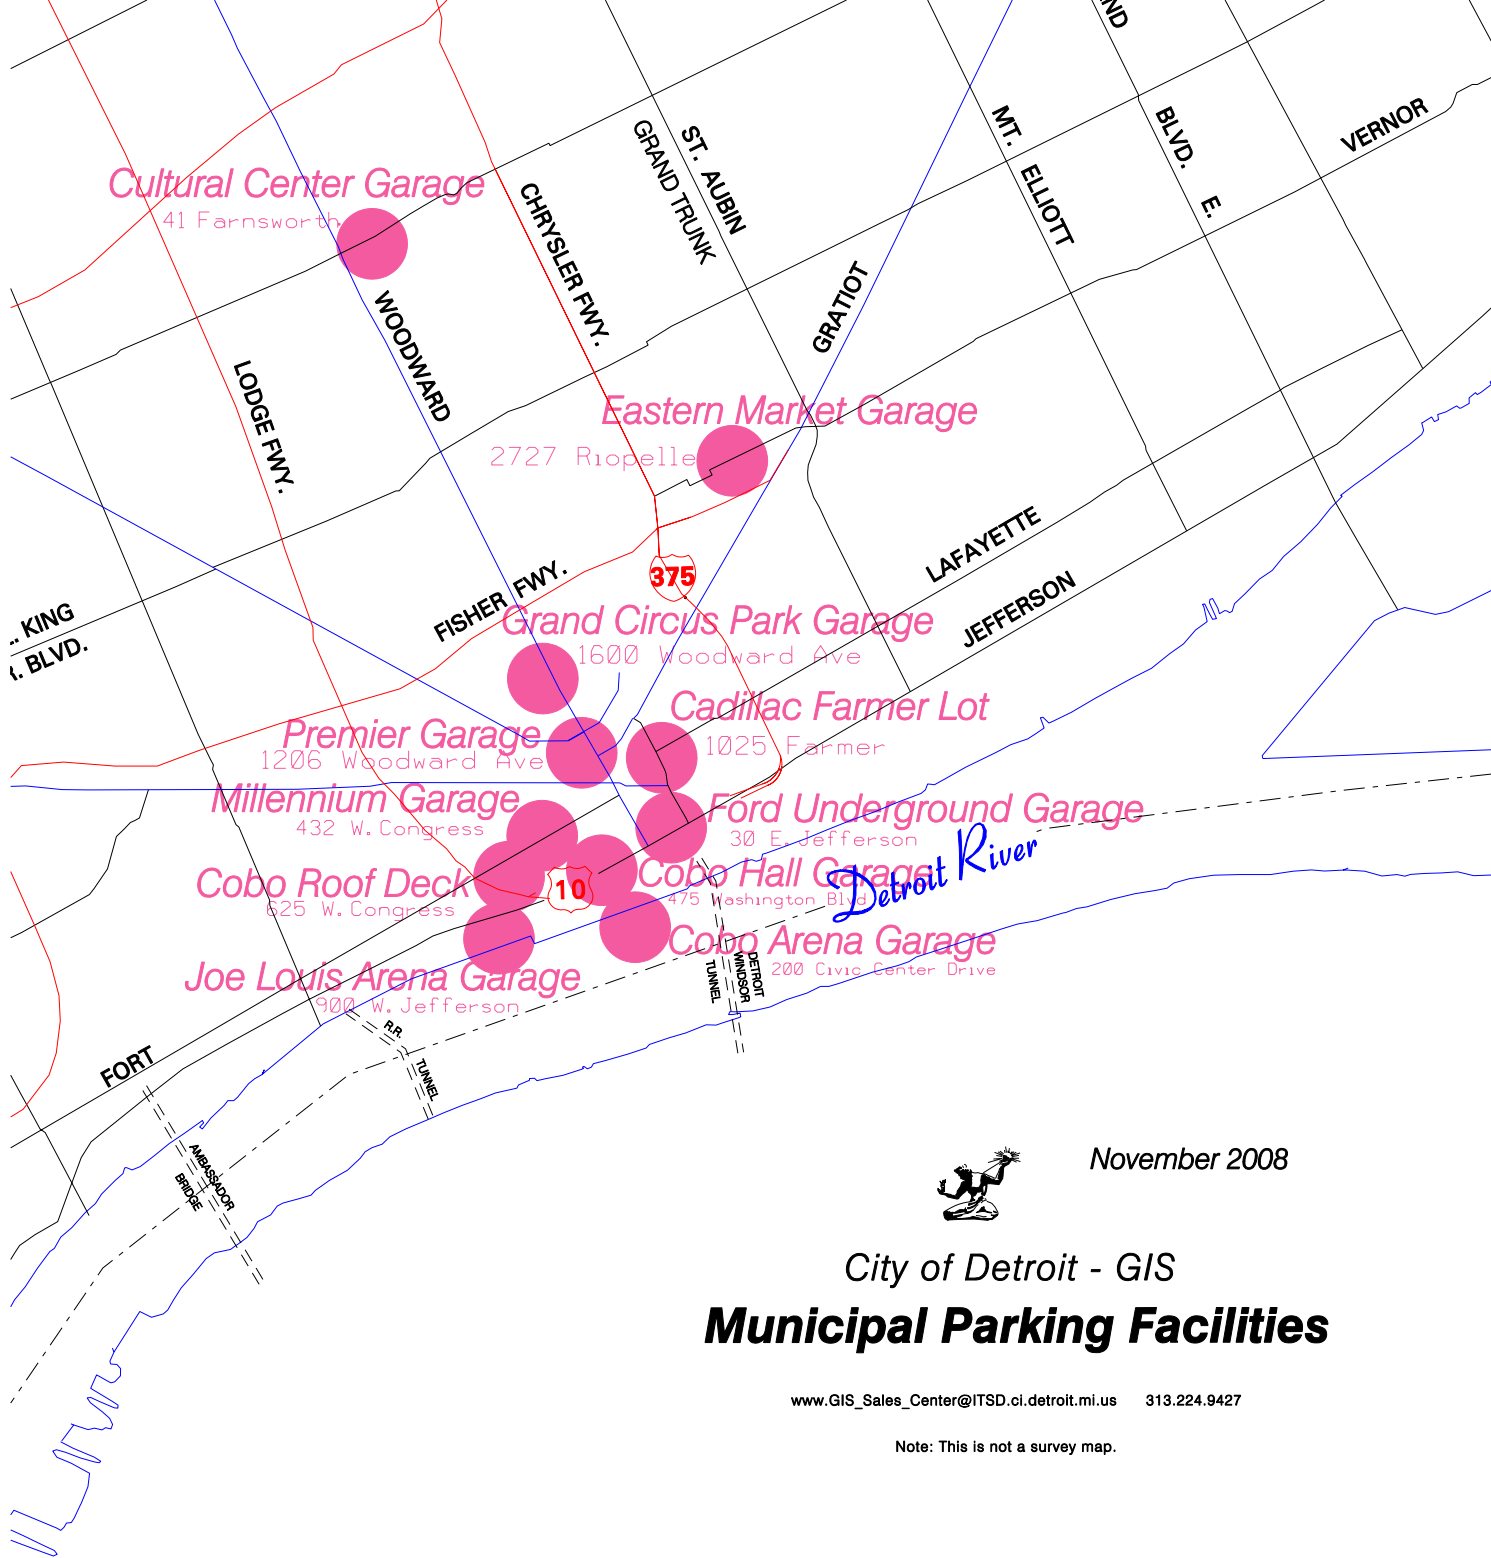 ND
MT.
ELLIOTT
BLVD.
E.
VERNOR
ST. AUBIN
GRAND TRUNK
Cultural Center Garage
41 Farnsworth
CHRYSLER FWY.
WOODWARD
GRATIOT
LODGE FWY.
Eastern Market Garage
2727 Riopelle
LAFAYETTE
FISHER FWY.
375
JEFFERSON
. KING
. BLVD.
Grand Circus Park Garage
1600 Woodward Ave
Cadillac Farmer Lot
1025 Farmer
Premier Garage
1206 Woodward Ave
Millennium Garage
432 W. Congress
Ford Underground Garage
30 E. Jefferson
Detroit River
Cobo Roof Deck
625 W. Congress
10
Cobo Hall Garage
475 Washington Blvd
Cobo Arena Garage
200 Civic Center Drive
Joe Louis Arena Garage
900 W. Jefferson
DETROIT
WINDSOR
TUNNEL
R.R.
TUNNEL
FORT
AMBASSADOR
BRIDGE
November 2008
City of Detroit - GIS
Municipal Parking Facilities
www.GIS_Sales_Center@ITSD.ci.detroit.mi.us 313.224.9427
Note: This is not a survey map.